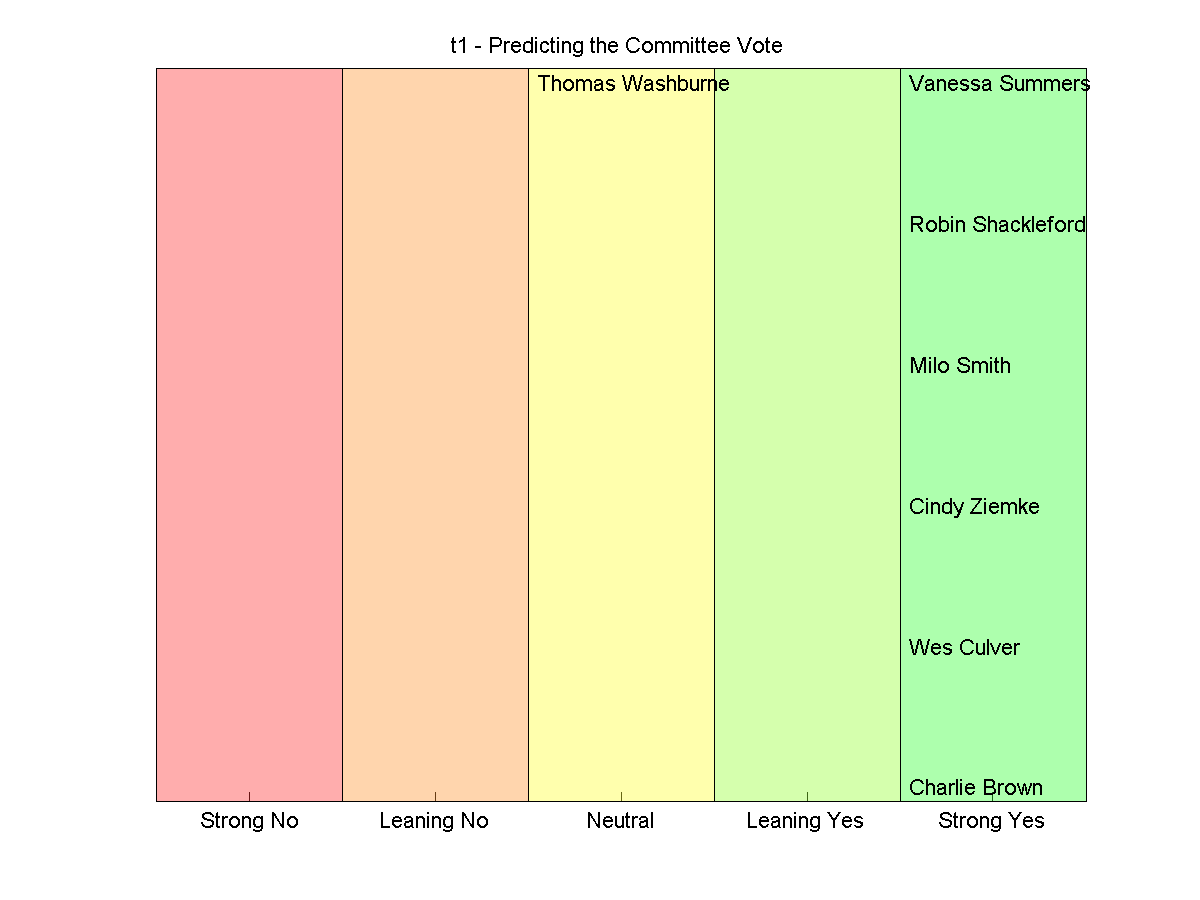 t1 - Predicting the Committee Vote
Thomas Washburne
Vanessa Summers
Robin Shackleford
Milo Smith
Cindy Ziemke
Wes Culver
Charlie Brown
Strong No
Leaning No
Neutral
Leaning Yes
Strong Yes